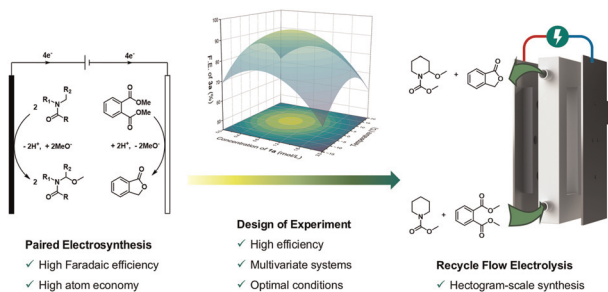 4e⁻ 4e⁻
R₂
2 R₁ N
O R
O OMe
OMe
O
- 2H⁺, + 2MeO⁻ + 2H⁺, - 2MeO⁻
R₂
2 R₁ N O
O R
O
O
Paired Electrosynthesis
✓ High Faradaic efficiency
✓ High atom economy
F.E. of 3a (%)
Concentration of 1a (mol/L)
Temperature (°C)
Design of Experiment
✓ High efficiency
✓ Multivariate systems
✓ Optimal conditions
N O
O O
+
O
O
N
O O
+
O
O
O
O
Recycle Flow Electrolysis
✓ Hectogram-scale synthesis